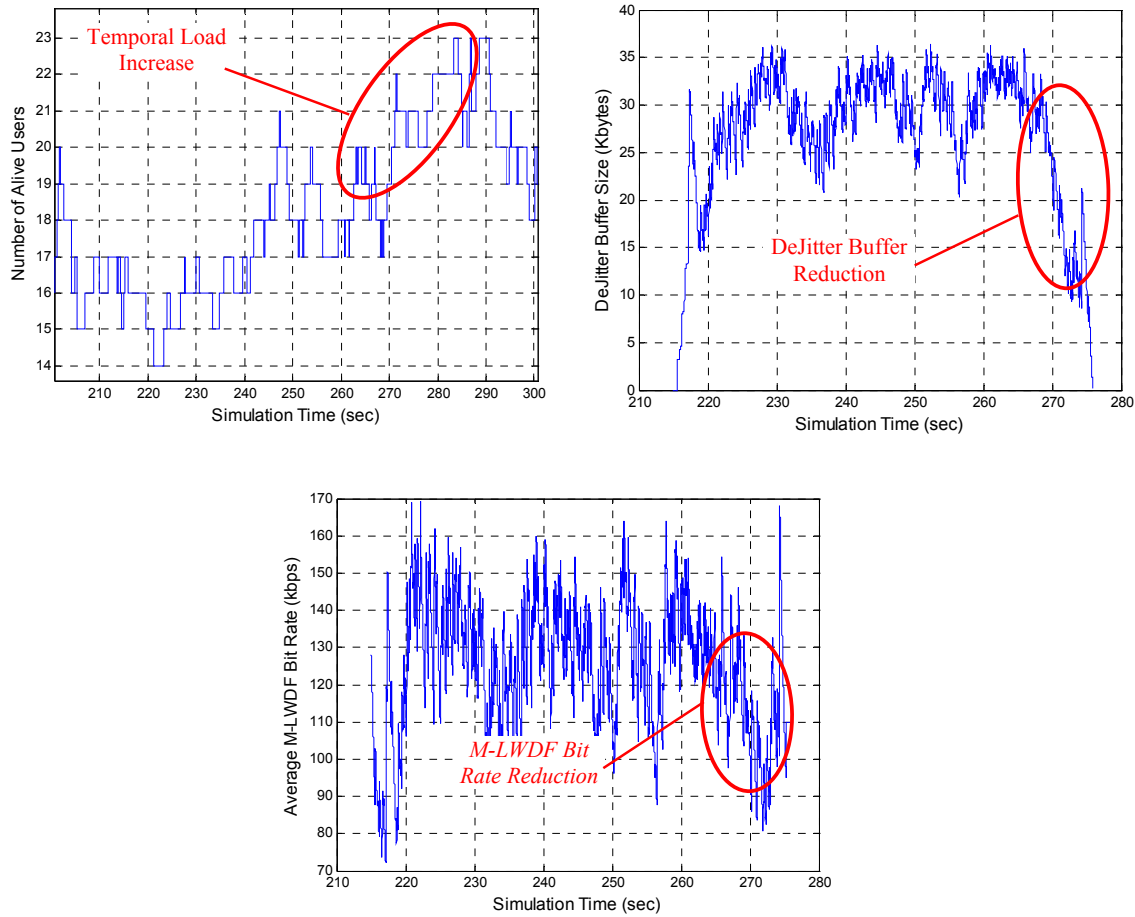 Temporal Load
Increase
23
22
21
20
19
18
17
16
15
14
Number of Alive Users
210 220 230 240 250 260 270 280 290 300
Simulation Time (sec)
40
35
30
25
20
15
10
5
0
DeJitter Buffer Size (Kbytes)
DeJitter Buffer
Reduction
210 220 230 240 250 260 270 280
Simulation Time (sec)
170
160
150
140
130
120
110
100
90
80
70
Average M-LWDF Bit Rate (kbps)
M-LWDF Bit
Rate Reduction
210 220 230 240 250 260 270 280
Simulation Time (sec)